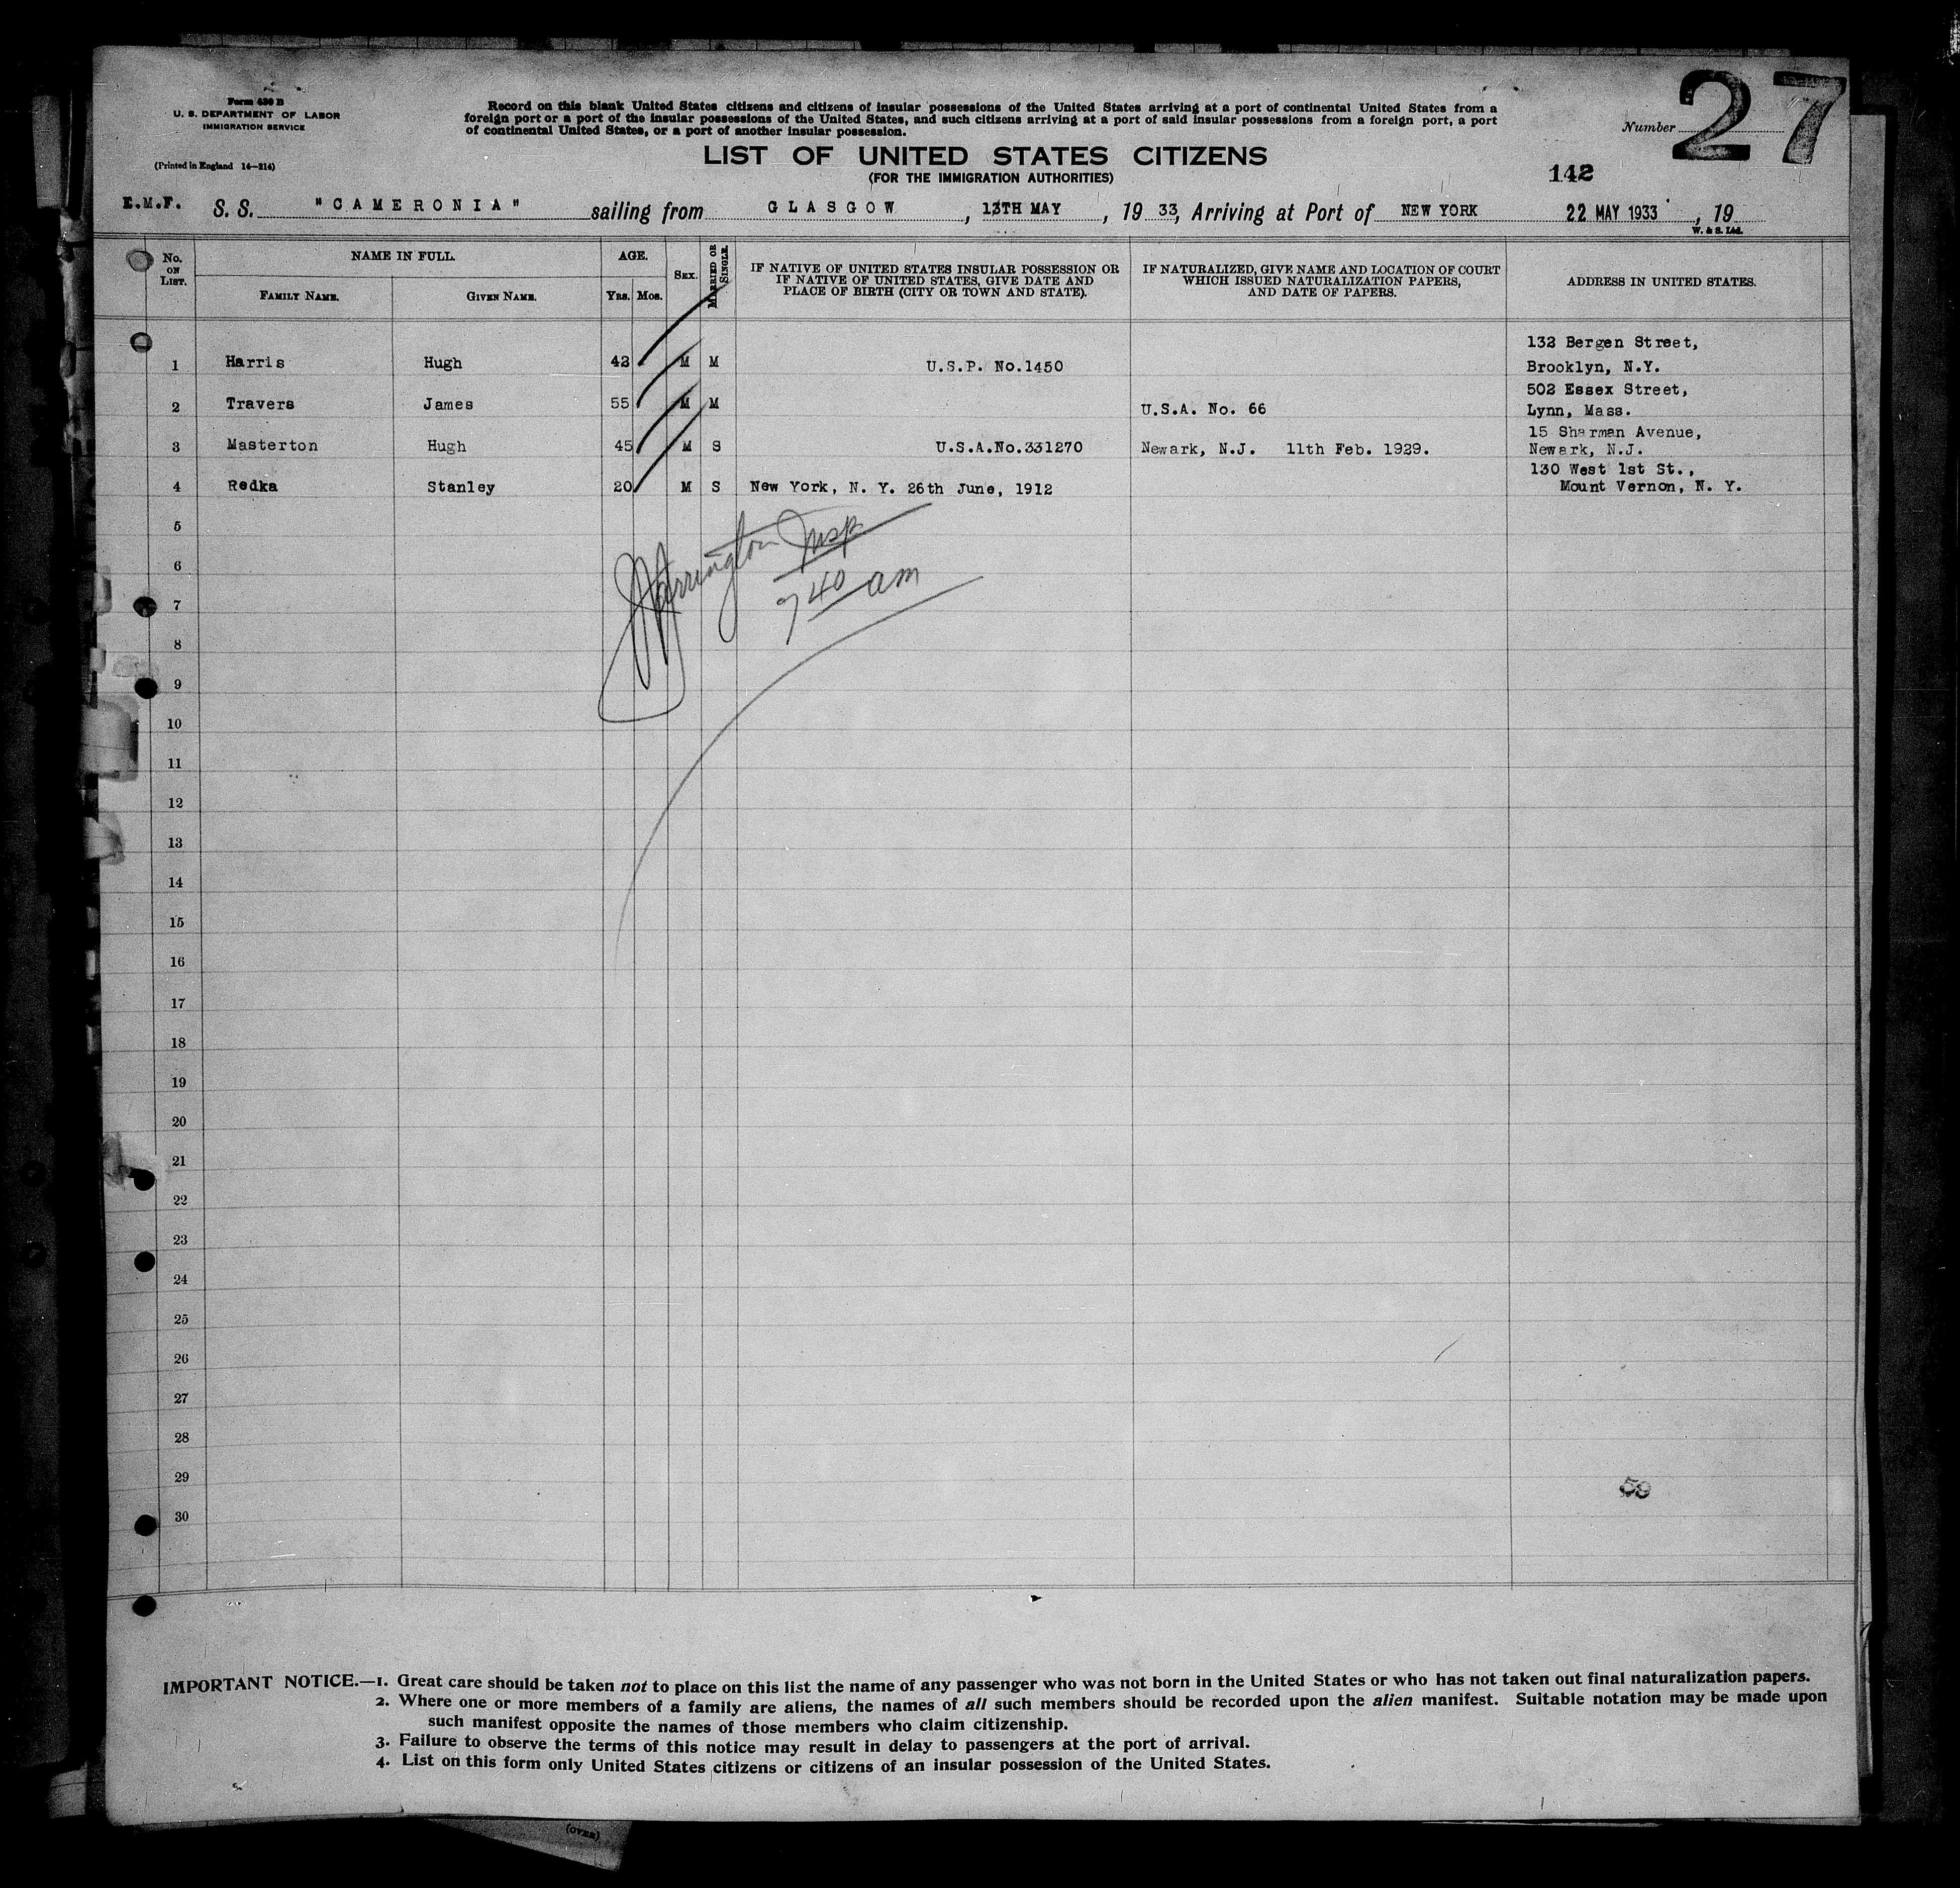 27
Form 630 B
U. S. DEPARTMENT OF LABOR
IMMIGRATION SERVICE
(Printed in England 14—214)
Record on this blank United States citizens and citizens of insular possessions of the United States arriving at a port of continental United States from a
foreign port or a port of the insular possessions of the United States, and such citizens arriving at a port of said insular possessions from a foreign port, a port
of continental United States, or a port of another insular possession.
Number
LIST OF UNITED STATES CITIZENS
(FOR THE IMMIGRATION AUTHORITIES)
142
E.M.F. S. S. "CAMERONIA" sailing from GLASGOW, 13TH MAY, 19 33, Arriving at Port of NEW YORK 22 MAY 1933, 19
W. & S. Ltd.
No. ON LIST. NAME IN FULL. AGE. SEX. MARRIED OR SINGLE. IF NATIVE OF UNITED STATES INSULAR POSSESSION OR IF NATIVE OF UNITED STATES, GIVE DATE AND PLACE OF BIRTH (CITY OR TOWN AND STATE). IF NATURALIZED, GIVE NAME AND LOCATION OF COURT WHICH ISSUED NATURALIZATION PAPERS, AND DATE OF PAPERS. ADDRESS IN UNITED STATES.
FAMILY NAME. GIVEN NAME. Yrs. Mos.
132 Bergen Street,
1 Harris Hugh 42 M M U.S.P. No.1450 Brooklyn, N.Y.
502 Essex Street,
2 Travers James 55 M M U.S.A. No. 66 Lynn, Mass.
15 Sharman Avenue,
3 Masterton Hugh 45 M S U.S.A.No.331270 Newark, N.J. 11th Feb. 1929. Newark, N.J.
130 West 1st St.,
4 Redka Stanley 20 M S New York, N. Y. 26th June, 1912 Mount Vernon, N. Y.
5
6
Insp
7 40 am
7
8
9
10
11
12
13
14
15
16
17
18
19
20
21
22
23
24
25
26
27
28
29
59
30
IMPORTANT NOTICE.—1. Great care should be taken not to place on this list the name of any passenger who was not born in the United States or who has not taken out final naturalization papers.
2. Where one or more members of a family are aliens, the names of all such members should be recorded upon the alien manifest. Suitable notation may be made upon
such manifest opposite the names of those members who claim citizenship.
3. Failure to observe the terms of this notice may result in delay to passengers at the port of arrival.
4. List on this form only United States citizens or citizens of an insular possession of the United States.
(OVER)